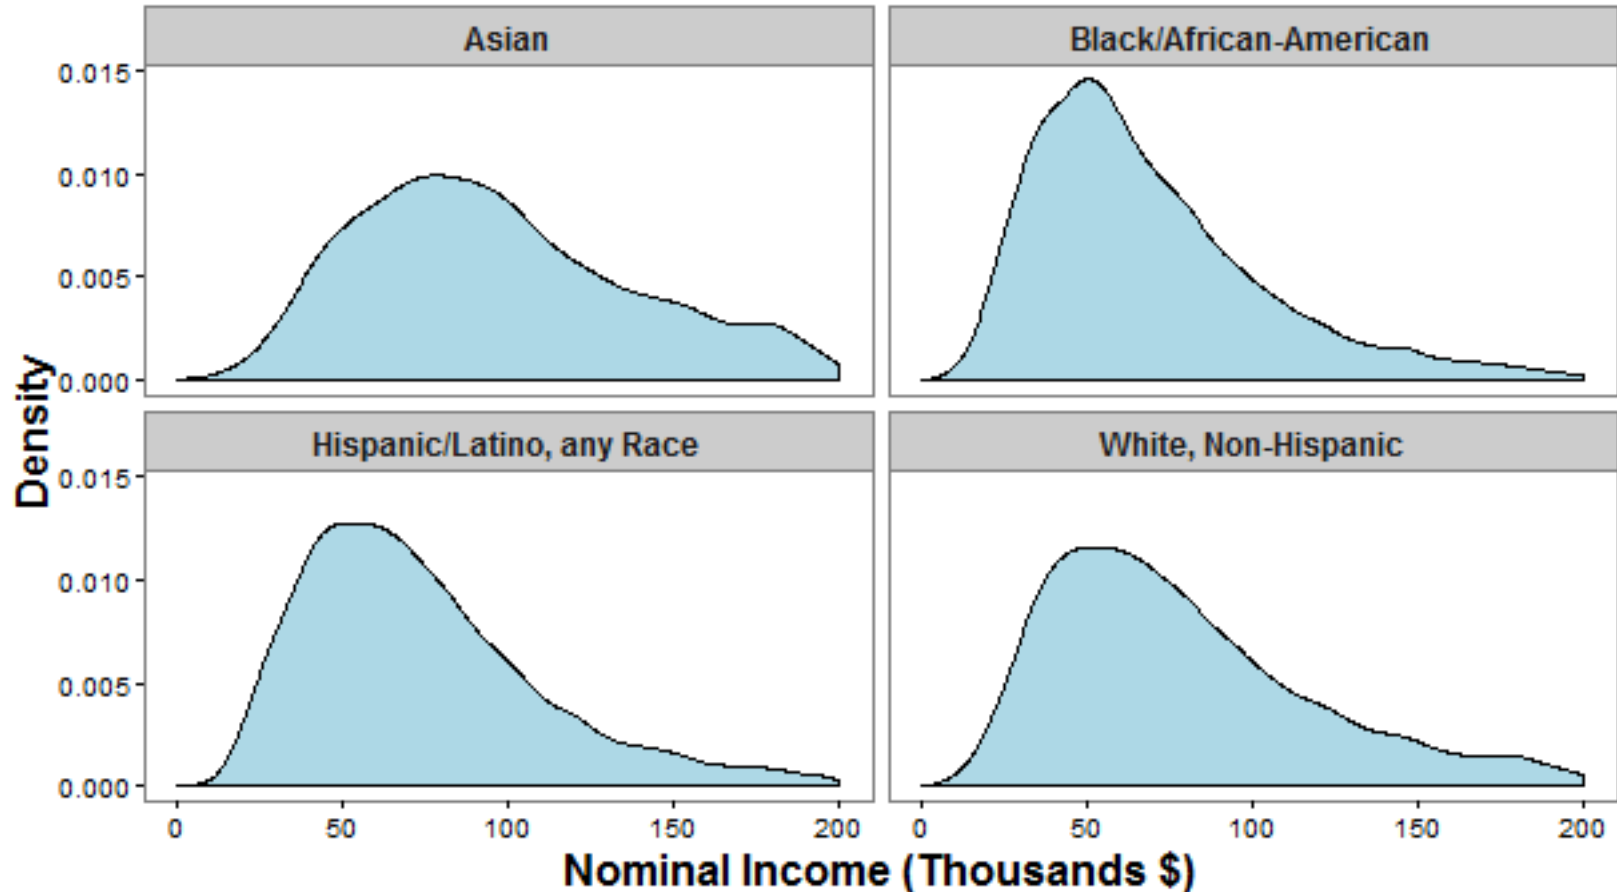 Asian
Black/African-American
0.015
0.010
0.005
0.000
Hispanic/Latino, any Race
White, Non-Hispanic
0.015
0.010
0.005
0.000
Density
0 50 100 150 200
0 50 100 150 200
Nominal Income (Thousands $)